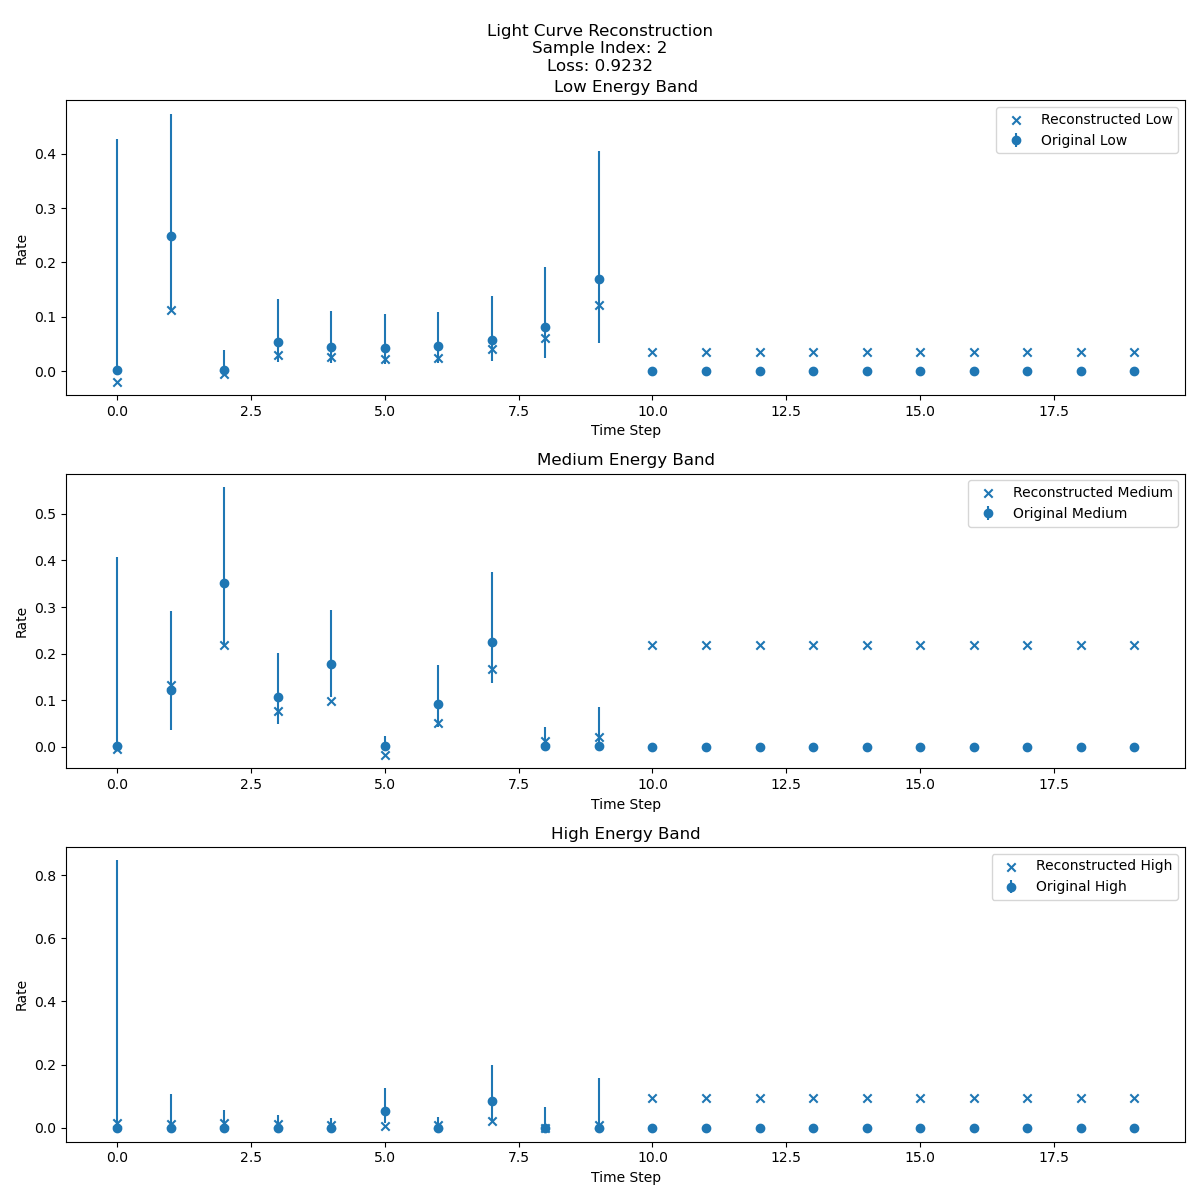 Light Curve Reconstruction
Sample Index: 2
Loss: 0.9232
Low Energy Band
Rate
0.4
0.3
0.2
0.1
0.0
Reconstructed Low
Original Low
0.0 2.5 5.0 7.5 10.0 12.5 15.0 17.5
Time Step
Medium Energy Band
Rate
0.5
0.4
0.3
0.2
0.1
0.0
Reconstructed Medium
Original Medium
0.0 2.5 5.0 7.5 10.0 12.5 15.0 17.5
Time Step
High Energy Band
Rate
0.8
0.6
0.4
0.2
0.0
Reconstructed High
Original High
0.0 2.5 5.0 7.5 10.0 12.5 15.0 17.5
Time Step